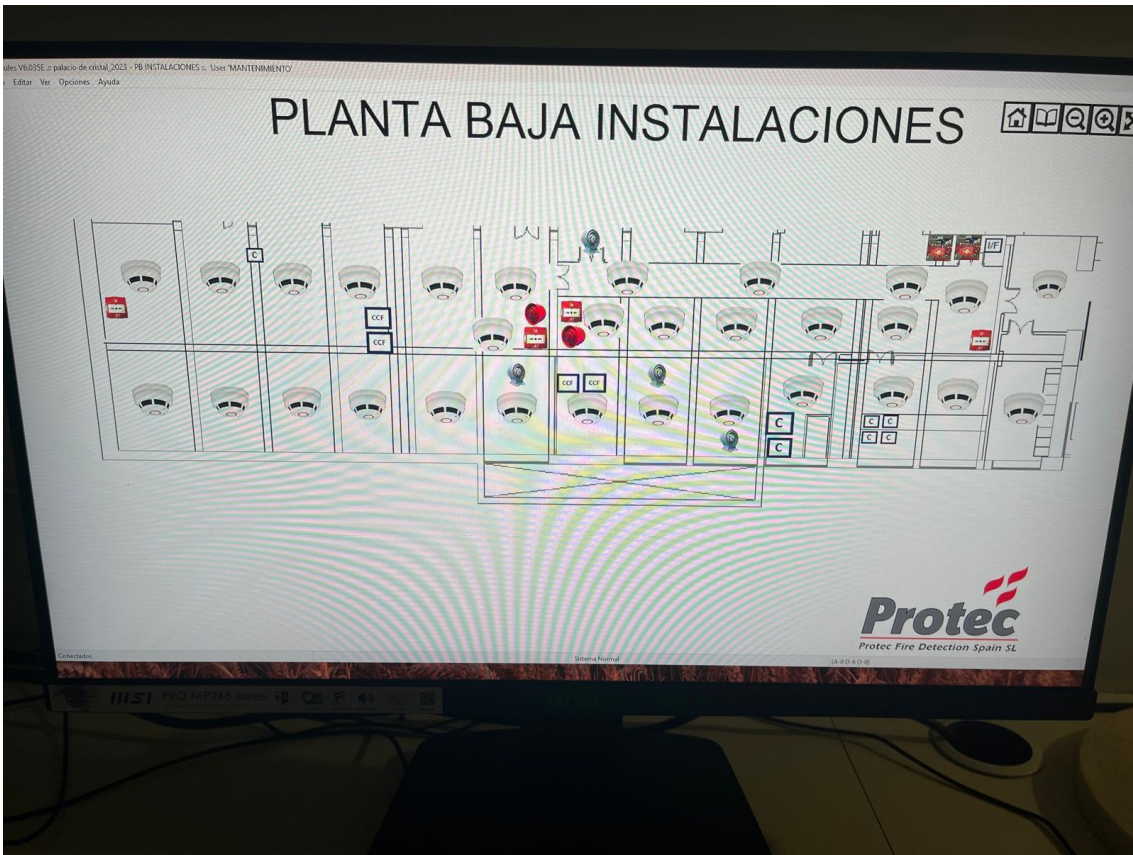 ules V6.035E :: palacio de cristal_2023 - PB INSTALACIONES :: User 'MANTENIMIENTO'
Editar Ver Opciones Ayuda
PLANTA BAJA INSTALACIONES
C
I/F
CCF
CCF
CCF CCF
C
C
C C
C C
Protec
Protec Fire Detection Spain SL
Conectados
Sistema Normal
msi PRO MP243 Series